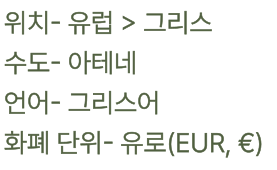 위치- 유럽 > 그리스
수도- 아테네
언어- 그리스어
화폐 단위- 유로(EUR, €)